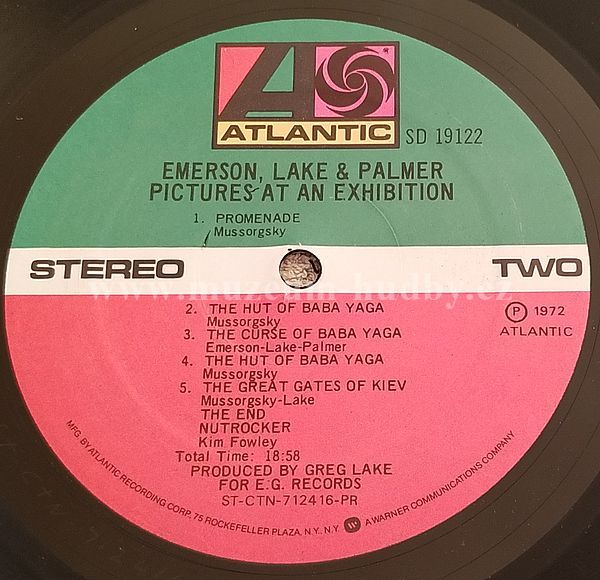 ATLANTIC
SD 19122
EMERSON, LAKE & PALMER
PICTURES AT AN EXHIBITION
1. PROMENADE
Mussorgsky
STEREO
TWO
www.muzeum-hudby.cz
2. THE HUT OF BABA YAGA
Mussorgsky
3. THE CURSE OF BABA YAGA
Emerson-Lake-Palmer
4. THE HUT OF BABA YAGA
Mussorgsky
5. THE GREAT GATES OF KIEV
Mussorgsky-Lake
THE END
NUTROCKER
Kim Fowley
Total Time: 18:58
PRODUCED BY GREG LAKE
FOR E.G. RECORDS
ST-CTN-712416-PR
Ⓟ 1972
ATLANTIC
MFG. BY ATLANTIC RECORDING CORP. 75 ROCKEFELLER PLAZA, N.Y., N.Y. A WARNER COMMUNICATIONS COMPANY